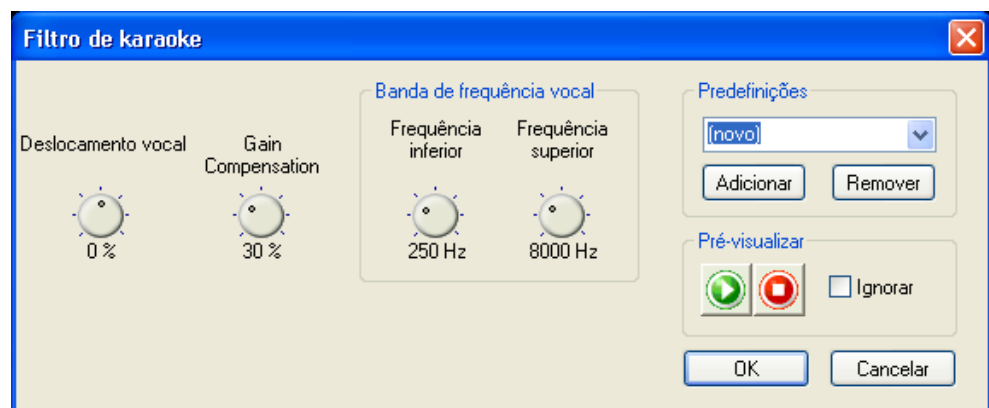 Filtro de karaoke
Deslocamento vocal
0 %
Gain
Compensation
30 %
Banda de frequência vocal
Frequência
inferior
250 Hz
Frequência
superior
8000 Hz
Predefinições
(novo)
Adicionar
Remover
Pré-visualizar
Ignorar
OK
Cancelar